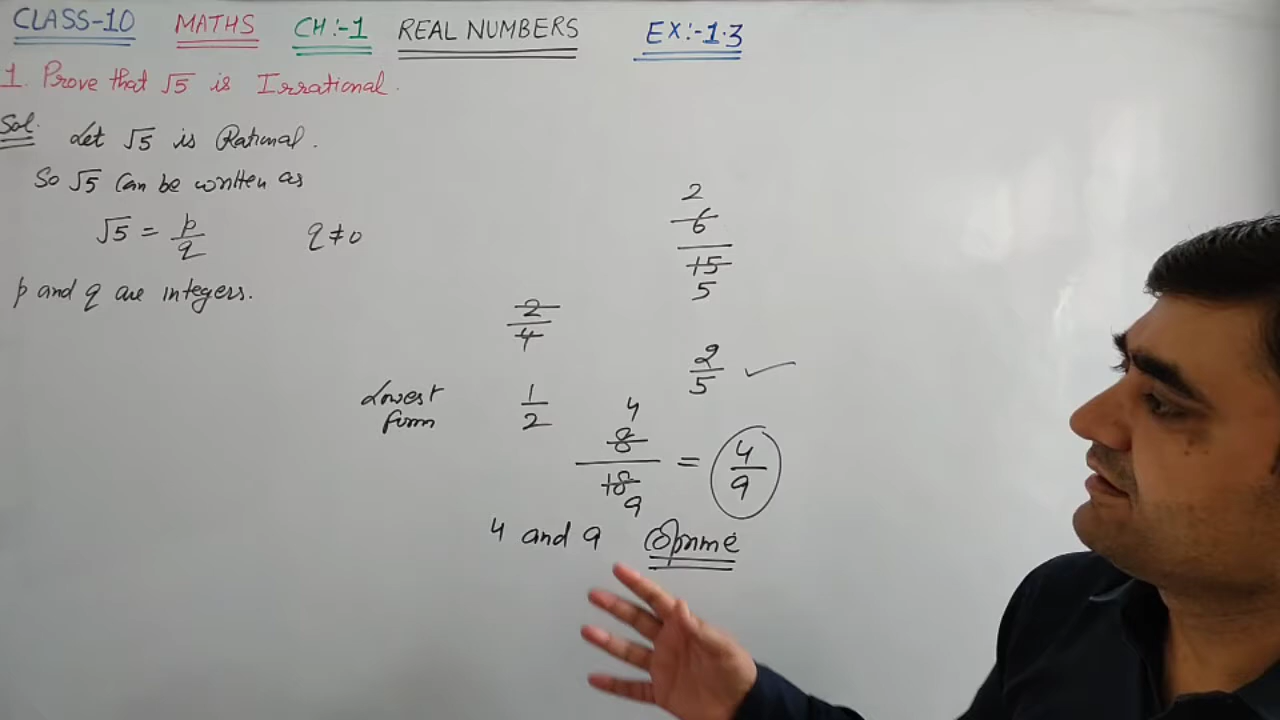 CLASS-10 MATHS CH:-1 REAL NUMBERS EX:-1.3
1. Prove that √5 is Irrational.
Sol. Let √5 is Rational.
So √5 can be written as
√5 = p/q q ≠ 0
p and q are integers.
2
6
15
5
2/4
2/5 ✓
Lowest form 1/2
4
8/18 = 4/9
9
4 and 9 Coprime